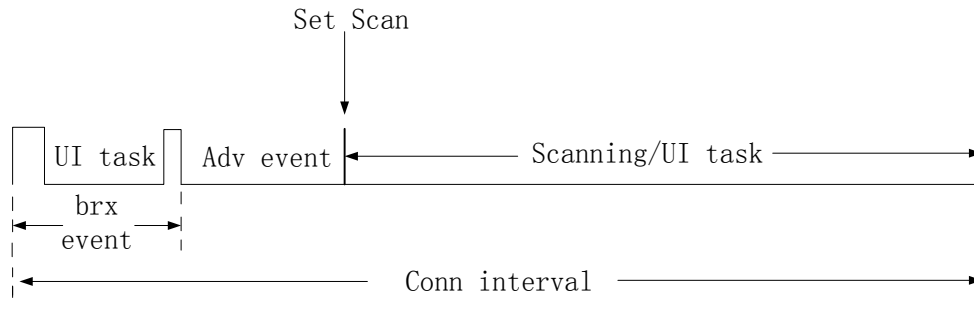 Set Scan
UI task
Adv event
Scanning/UI task
brx
event
Conn interval